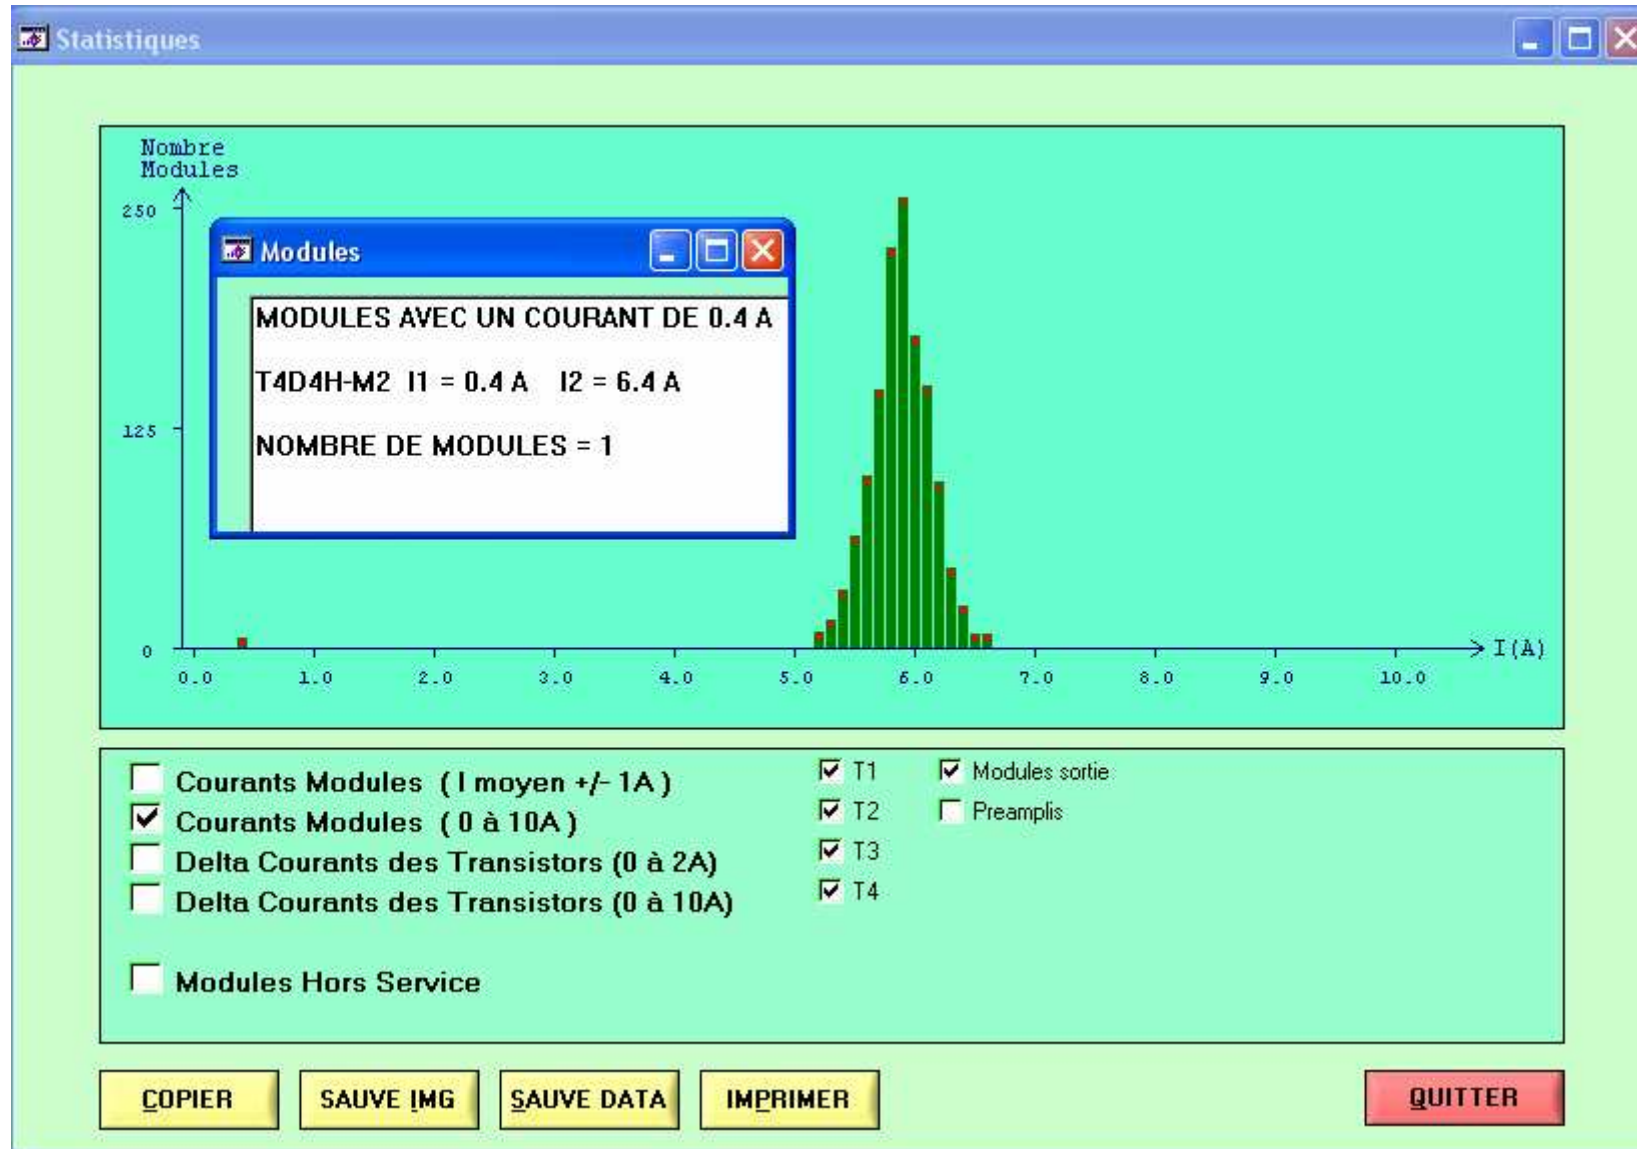 Statistiques
Nombre
Modules
250
125
0
0.0 1.0 2.0 3.0 4.0 5.0 6.0 7.0 8.0 9.0 10.0
I(A)
Modules
MODULES AVEC UN COURANT DE 0.4 A
T4D4H-M2 I1 = 0.4 A I2 = 6.4 A
NOMBRE DE MODULES = 1
Courants Modules ( I moyen +/- 1A )
Courants Modules ( 0 à 10A )
Delta Courants des Transistors (0 à 2A)
Delta Courants des Transistors (0 à 10A)
Modules Hors Service
T1
T2
T3
T4
Modules sortie
Preamplis
COPIER
SAUVE IMG
SAUVE DATA
IMPRIMER
QUITTER